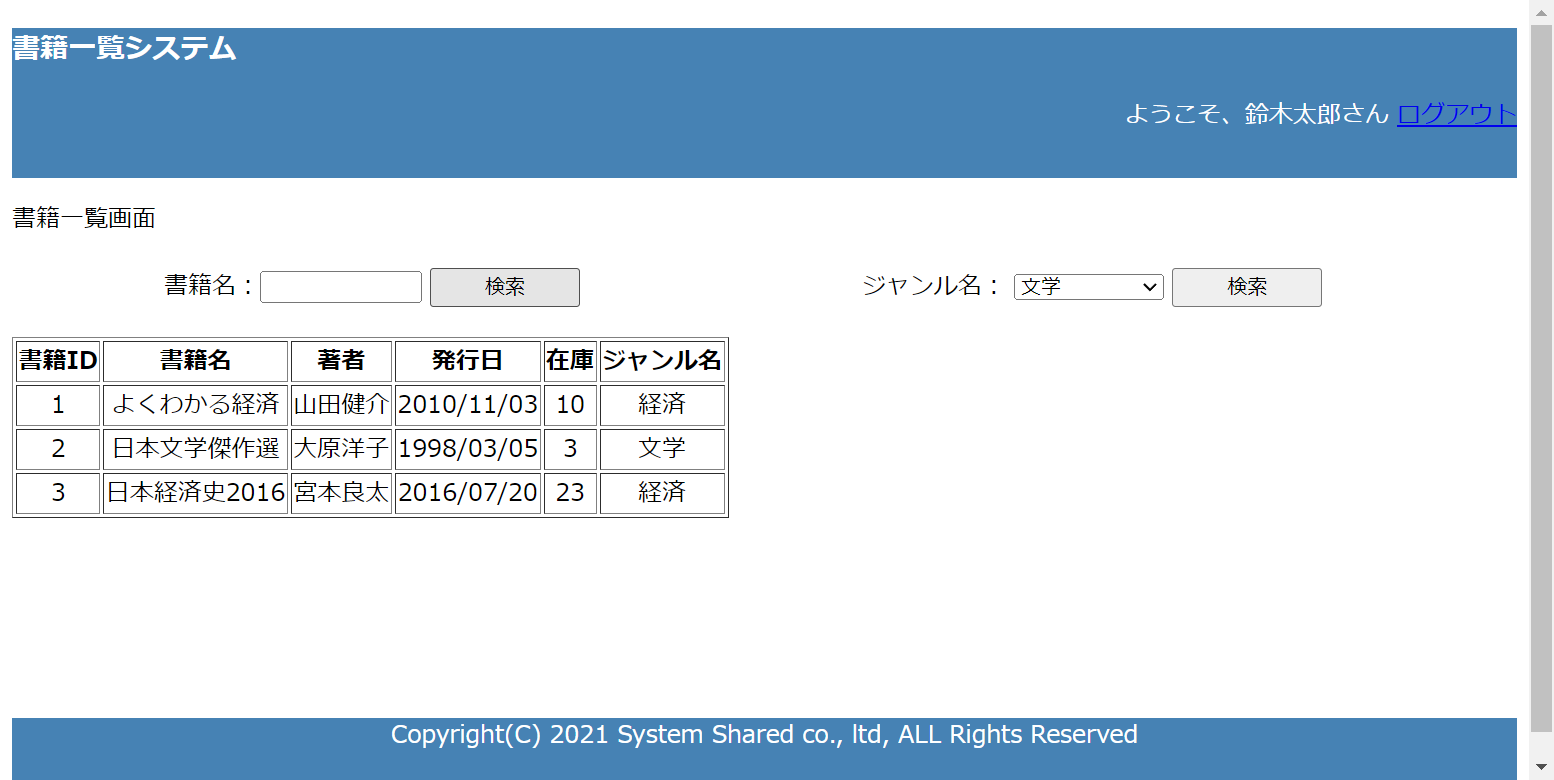 書籍一覧システム
ようこそ、鈴木太郎さん ログアウト
書籍一覧画面
書籍名： 検索 ジャンル名： 文学 検索
書籍ID 書籍名 著者 発行日 在庫 ジャンル名
1 よくわかる経済 山田健介 2010/11/03 10 経済
2 日本文学傑作選 大原洋子 1998/03/05 3 文学
3 日本経済史2016 宮本良太 2016/07/20 23 経済
Copyright(C) 2021 System Shared co., ltd, ALL Rights Reserved